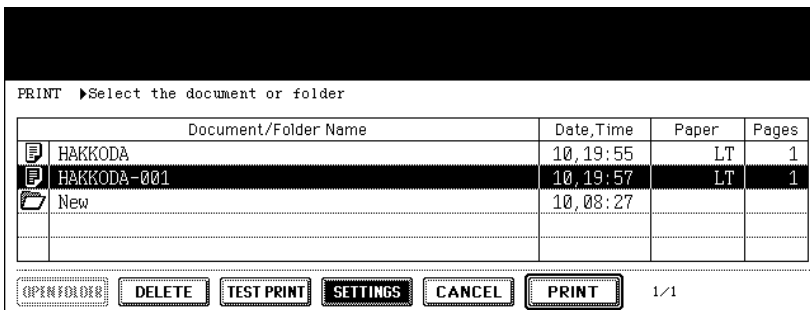 PRINT ▶Select the document or folder
Document/Folder Name Date,Time Paper Pages
HAKKODA 10,19:55 LT 1
HAKKODA-001 10,19:57 LT 1
New 10,08:27
OPEN FOLDER DELETE TEST PRINT SETTINGS CANCEL PRINT 1/1